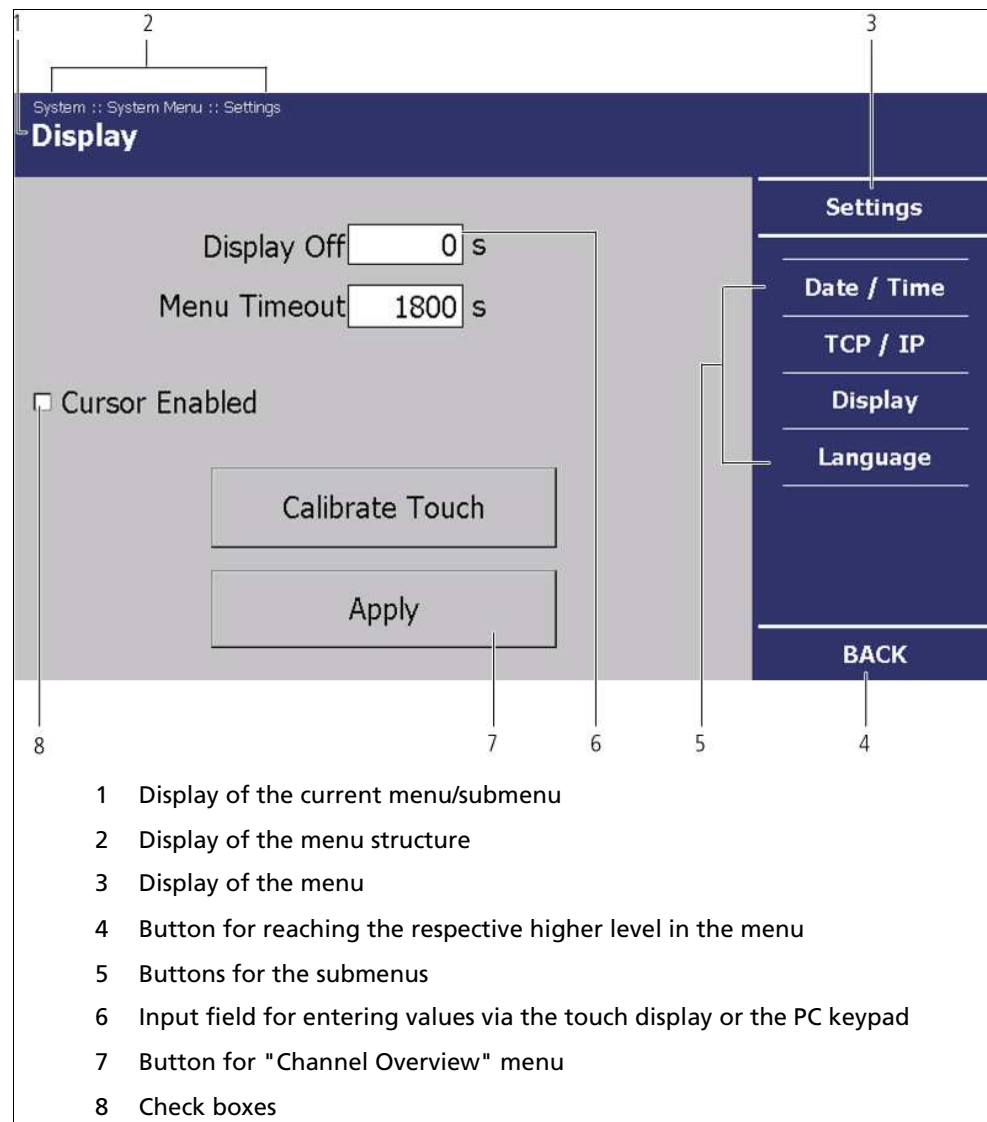 1 2 3
System :: System Menu :: Settings
Display
Settings
Display Off 0 s
Date / Time
Menu Timeout 1800 s
TCP / IP
Cursor Enabled
Display
Language
Calibrate Touch
Apply
BACK
8 7 6 5 4
1 Display of the current menu/submenu
2 Display of the menu structure
3 Display of the menu
4 Button for reaching the respective higher level in the menu
5 Buttons for the submenus
6 Input field for entering values via the touch display or the PC keypad
7 Button for "Channel Overview" menu
8 Check boxes